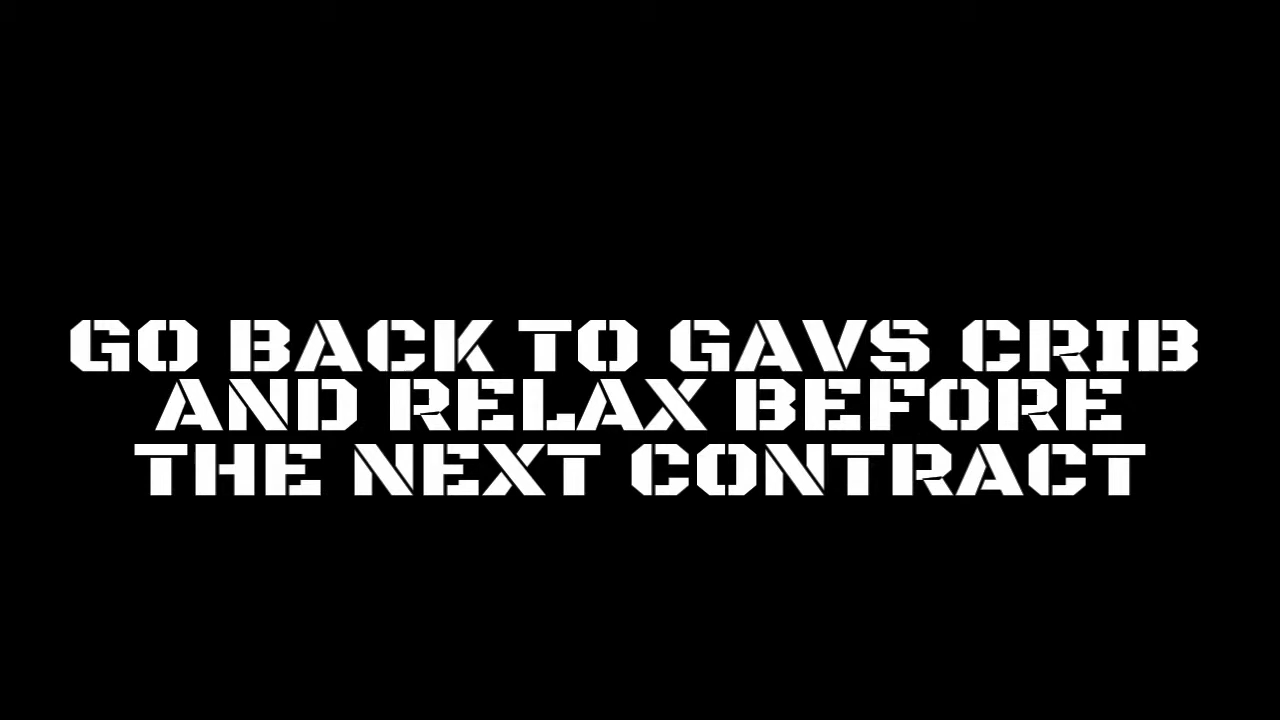 GO BACK TO GAVS CRIB
AND RELAX BEFORE
THE NEXT CONTRACT